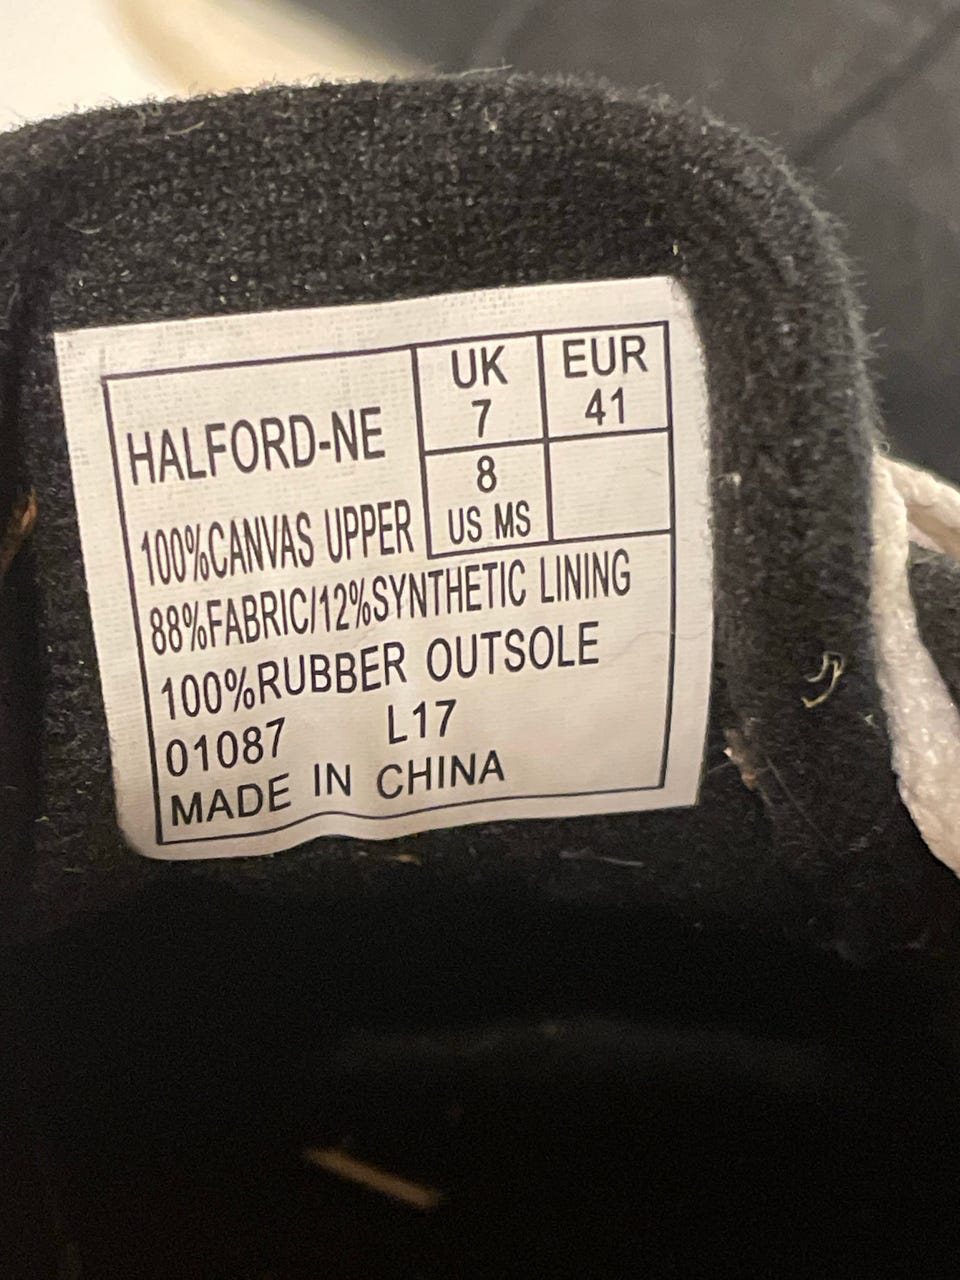 UK EUR
7 41
HALFORD-NE
8
US MS
100%CANVAS UPPER
88%FABRIC/12%SYNTHETIC LINING
100%RUBBER OUTSOLE
01087 L17
MADE IN CHINA